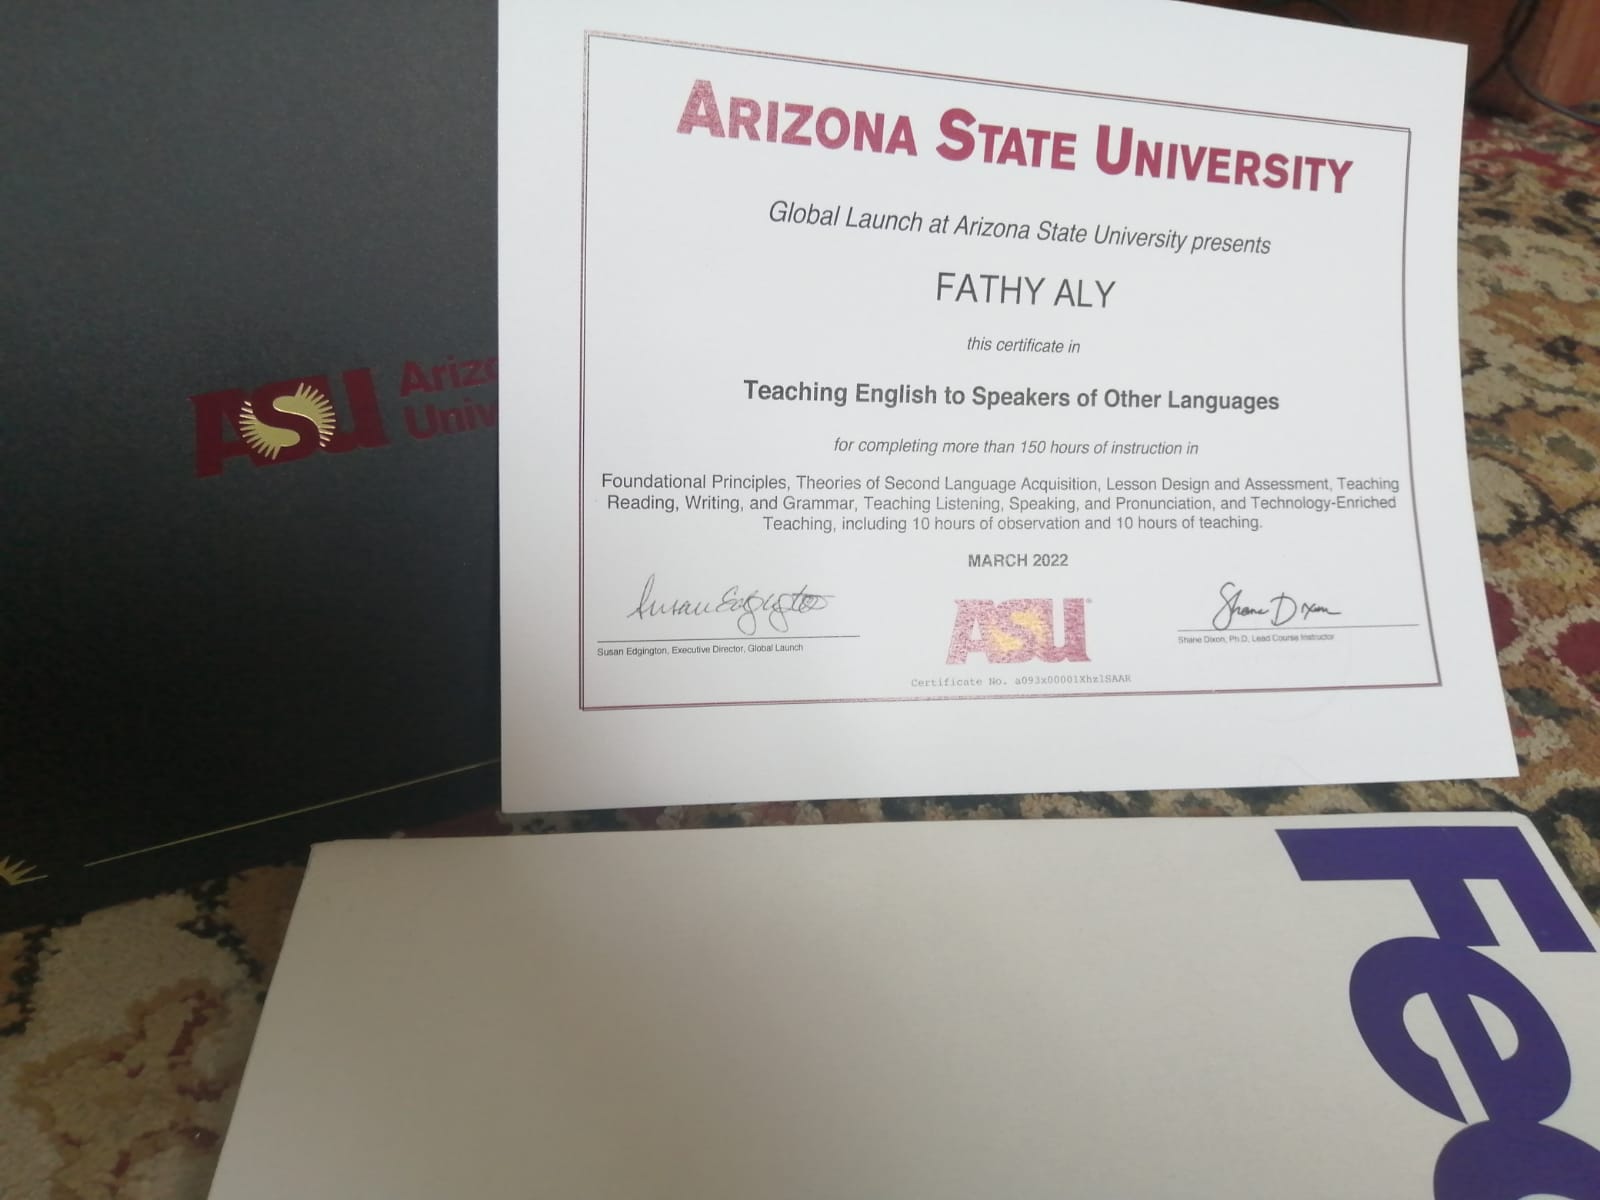 ARIZONA STATE UNIVERSITY
Global Launch at Arizona State University presents
FATHY ALY
this certificate in
Teaching English to Speakers of Other Languages
for completing more than 150 hours of instruction in
Foundational Principles, Theories of Second Language Acquisition, Lesson Design and Assessment, Teaching
Reading, Writing, and Grammar, Teaching Listening, Speaking, and Pronunciation, and Technology-Enriched
Teaching, including 10 hours of observation and 10 hours of teaching.
MARCH 2022
Susan Edgington
Susan Edgington, Executive Director, Global Launch
ASU
Shane Dixon
Shane Dixon, Ph.D, Lead Course Instructor
Certificate No. a093x00001Xhz1SAAR
ASU
Arizo
Univ
Fe